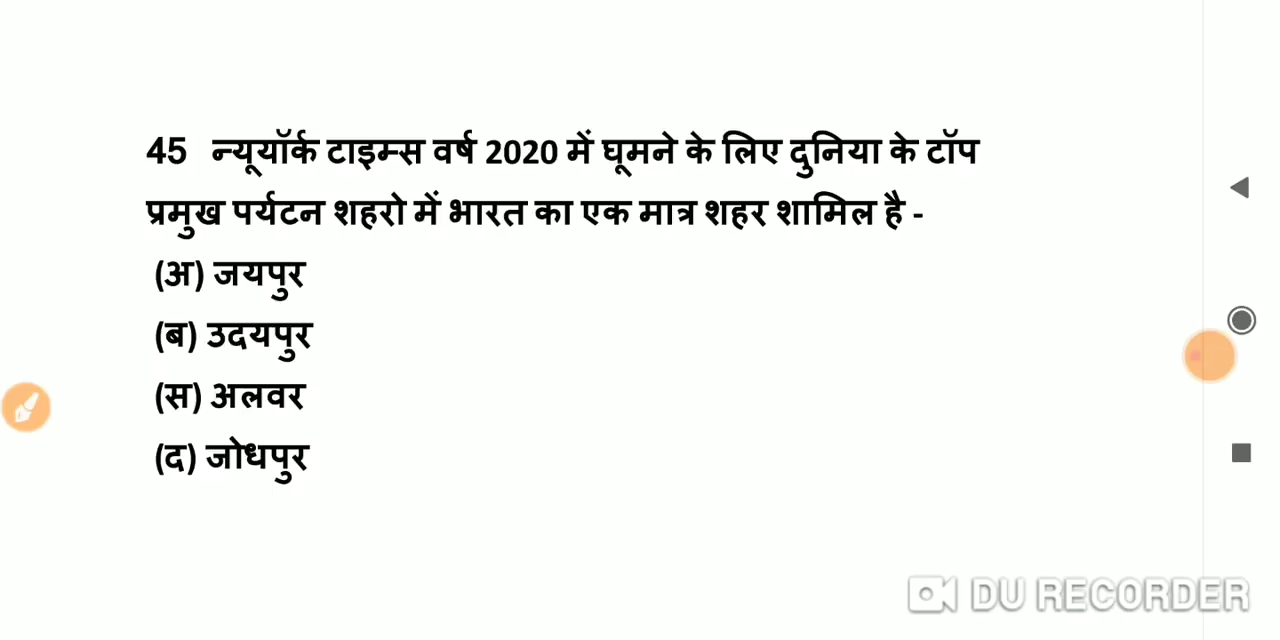 45 न्यूयॉर्क टाइम्स वर्ष 2020 में घूमने के लिए दुनिया के टॉप
प्रमुख पर्यटन शहरो में भारत का एक मात्र शहर शामिल है -
(अ) जयपुर
(ब) उदयपुर
(स) अलवर
(द) जोधपुर
DU RECORDER